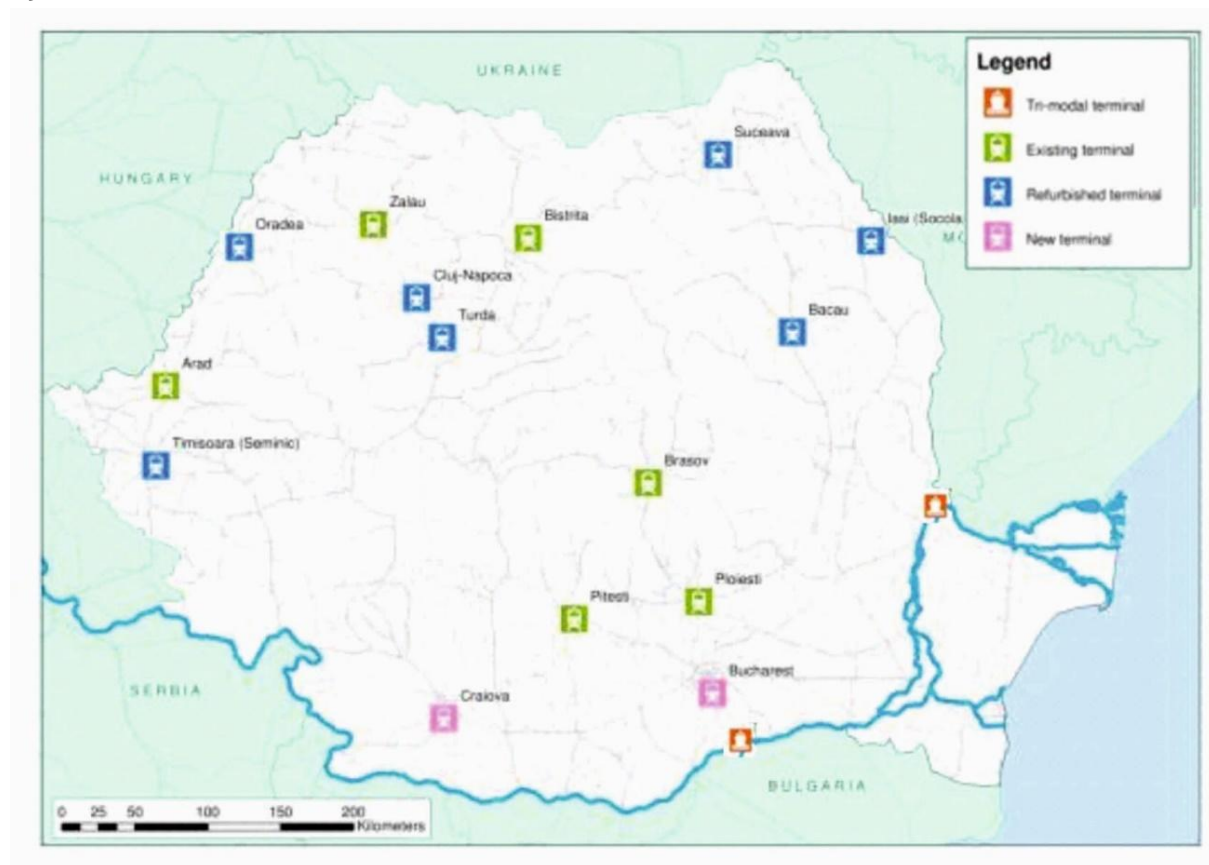 UKRAINE
Legend
Tri-modal terminal
Existing terminal
Refurbished terminal
New terminal
Suceava
HUNGARY
Zalau
Bistrita
Oradea
Iasi (Socola
MO
Cluj-Napoca
Turda
Bacau
Arad
Timisoara (Seminic)
Brasov
Ploiesti
Pitesti
Bucharest
SERBIA
Craiova
BULGARIA
0 25 50 100 150 200
Kilometers